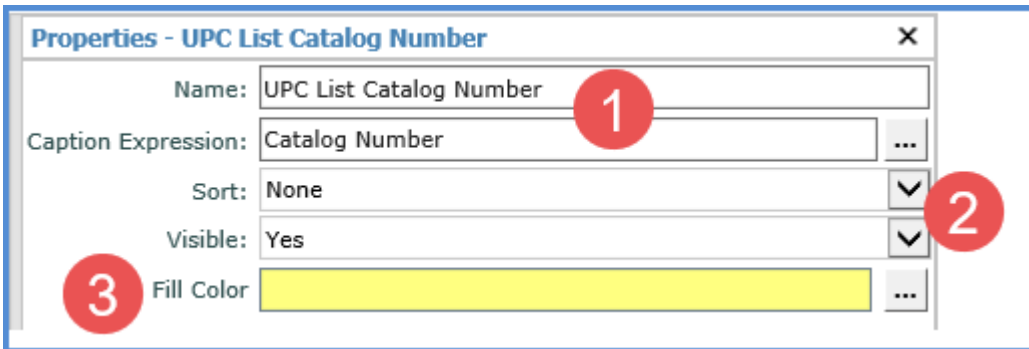 Properties - UPC List Catalog Number ×
Name: UPC List Catalog Number
1
Caption Expression: Catalog Number ...
Sort: None
2
Visible: Yes
3 Fill Color ...